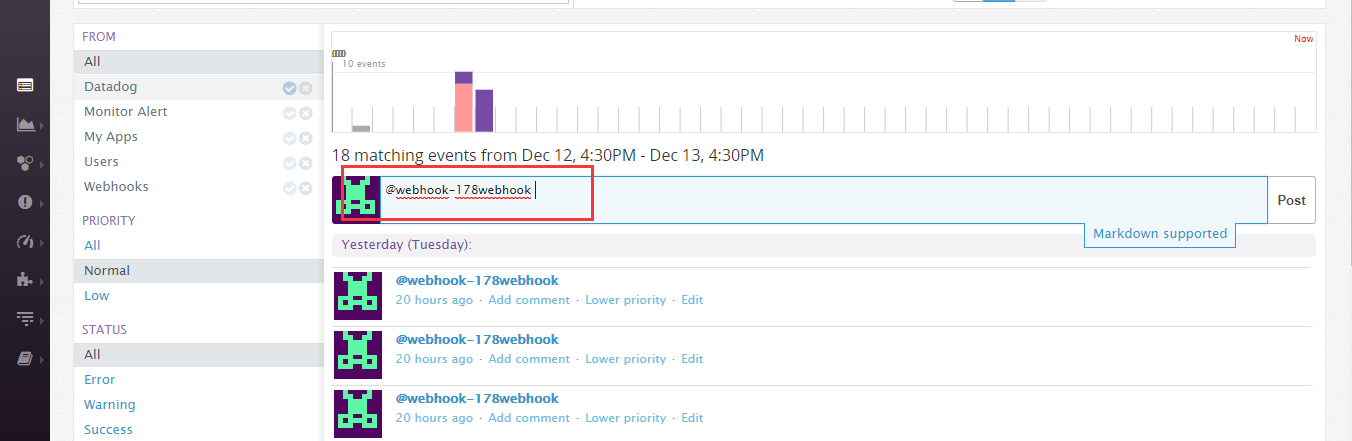 FROM
All
Datadog
Monitor Alert
My Apps
Users
Webhooks
PRIORITY
All
Normal
Low
STATUS
All
Error
Warning
Success
Now
10 events
18 matching events from Dec 12, 4:30PM - Dec 13, 4:30PM
@webhook-178webhook
Post
Markdown supported
Yesterday (Tuesday):
@webhook-178webhook
20 hours ago · Add comment · Lower priority · Edit
@webhook-178webhook
20 hours ago · Add comment · Lower priority · Edit
@webhook-178webhook
20 hours ago · Add comment · Lower priority · Edit